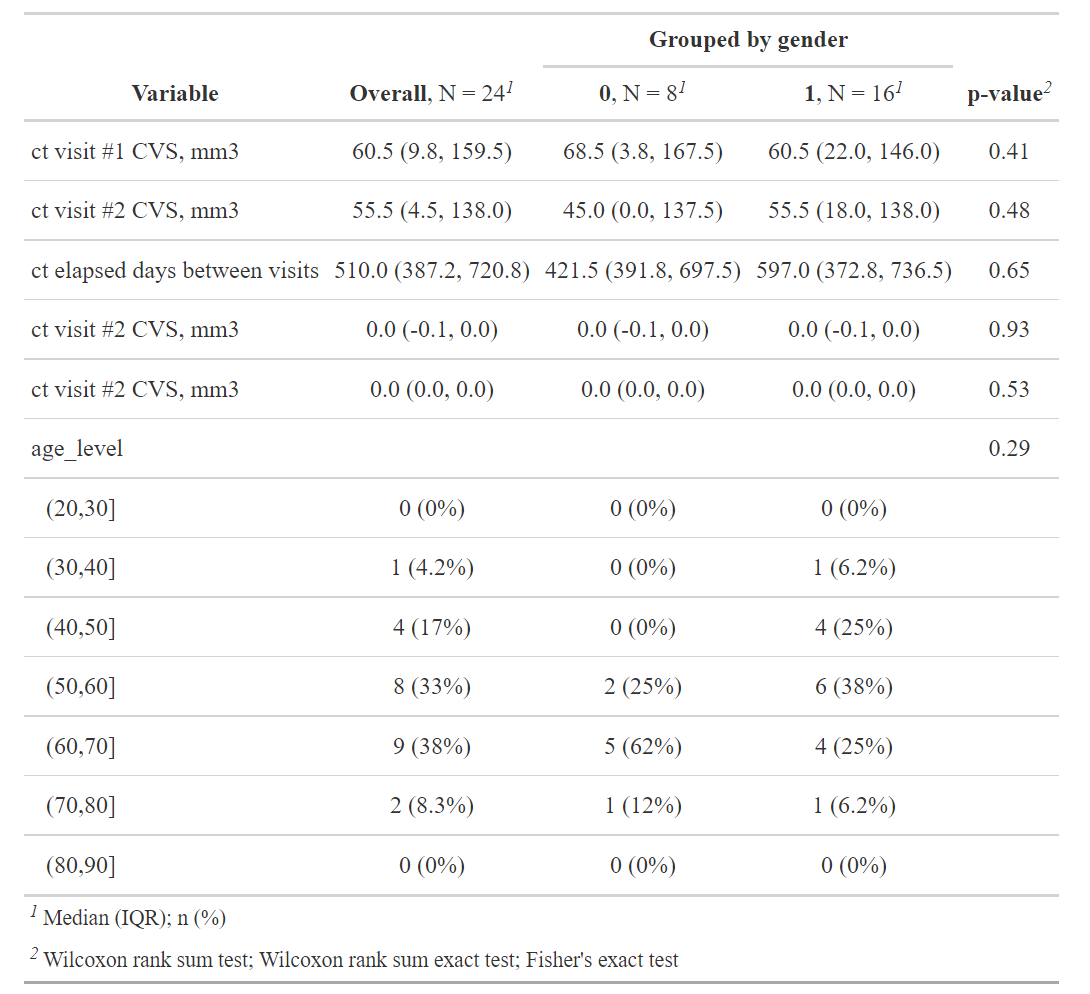 Grouped by gender
Variable Overall, N = 24¹ 0, N = 8¹ 1, N = 16¹ p-value²
ct visit #1 CVS, mm3 60.5 (9.8, 159.5) 68.5 (3.8, 167.5) 60.5 (22.0, 146.0) 0.41
ct visit #2 CVS, mm3 55.5 (4.5, 138.0) 45.0 (0.0, 137.5) 55.5 (18.0, 138.0) 0.48
ct elapsed days between visits 510.0 (387.2, 720.8) 421.5 (391.8, 697.5) 597.0 (372.8, 736.5) 0.65
ct visit #2 CVS, mm3 0.0 (-0.1, 0.0) 0.0 (-0.1, 0.0) 0.0 (-0.1, 0.0) 0.93
ct visit #2 CVS, mm3 0.0 (0.0, 0.0) 0.0 (0.0, 0.0) 0.0 (0.0, 0.0) 0.53
age_level 0.29
(20,30] 0 (0%) 0 (0%) 0 (0%)
(30,40] 1 (4.2%) 0 (0%) 1 (6.2%)
(40,50] 4 (17%) 0 (0%) 4 (25%)
(50,60] 8 (33%) 2 (25%) 6 (38%)
(60,70] 9 (38%) 5 (62%) 4 (25%)
(70,80] 2 (8.3%) 1 (12%) 1 (6.2%)
(80,90] 0 (0%) 0 (0%) 0 (0%)
¹ Median (IQR); n (%)
² Wilcoxon rank sum test; Wilcoxon rank sum exact test; Fisher's exact test